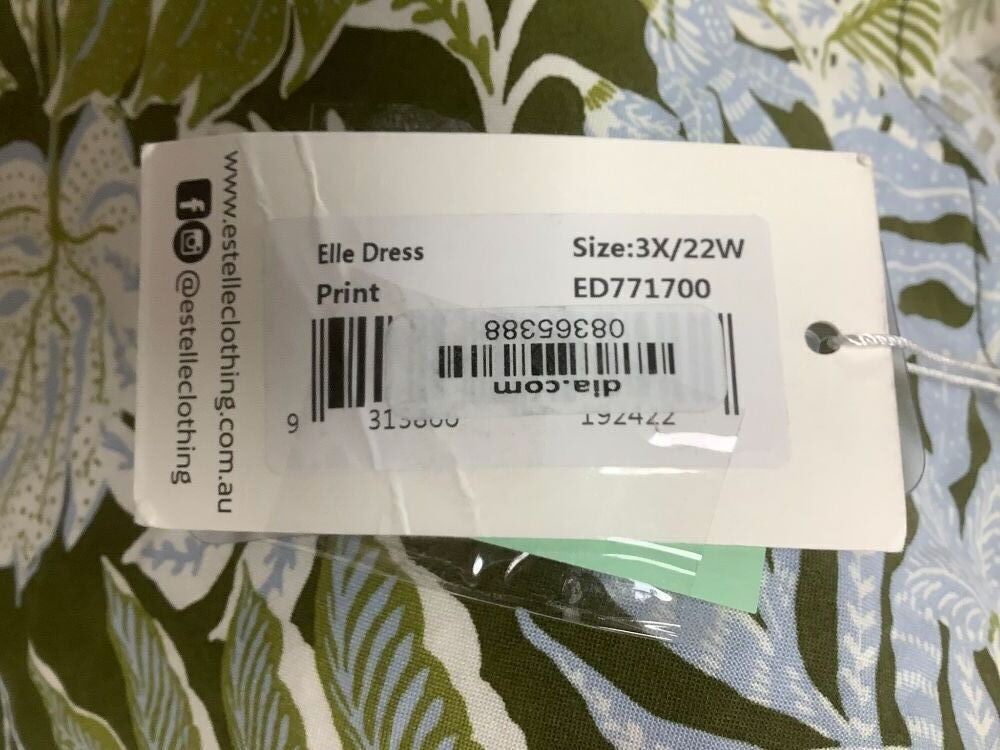 www.estelleclothing.com.au
@estelleclothing
Elle Dress
Size:3X/22W
Print
ED771700
08365388
dia.com
9
192422